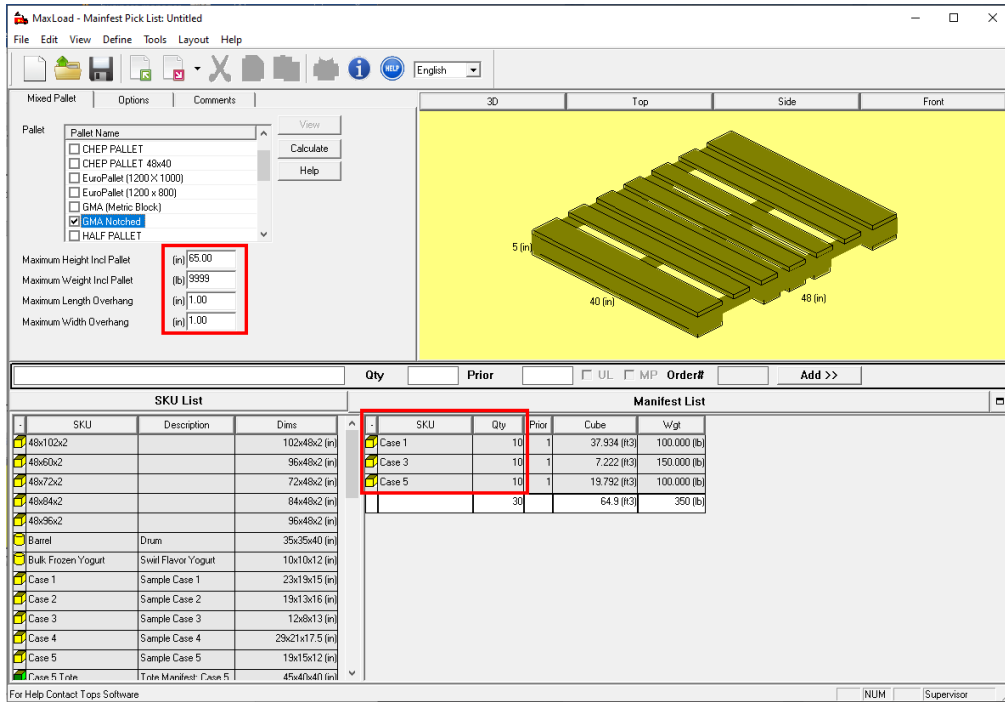 MaxLoad - Mainfest Pick List: Untitled
File Edit View Define Tools Layout Help
HELP English
Mixed Pallet Options Comments 3D Top Side Front
Pallet Pallet Name View
CHEP PALLET Calculate
CHEP PALLET 48x40
EuroPallet (1200 X 1000) Help
EuroPallet (1200 x 800)
GMA (Metric Block)
GMA Notched
HALF PALLET
Maximum Height Incl Pallet (in) 65.00
Maximum Weight Incl Pallet (lb) 9999
Maximum Length Overhang (in) 1.00
Maximum Width Overhang (in) 1.00
5 (in)
40 (in) 48 (in)
Qty Prior UL MP Order# Add >>
SKU List Manifest List
- SKU Description Dims - SKU Qty Prior Cube Wgt
48x102x2 102x48x2 (in) Case 1 10 1 37.934 (ft3) 100.000 (lb)
48x60x2 96x48x2 (in) Case 3 10 1 7.222 (ft3) 150.000 (lb)
48x72x2 72x48x2 (in) Case 5 10 1 19.792 (ft3) 100.000 (lb)
48x84x2 84x48x2 (in) 30 64.9 (ft3) 350 (lb)
48x96x2 96x48x2 (in)
Barrel Drum 35x35x40 (in)
Bulk Frozen Yogurt Swirl Flavor Yogurt 10x10x12 (in)
Case 1 Sample Case 1 23x19x15 (in)
Case 2 Sample Case 2 19x13x16 (in)
Case 3 Sample Case 3 12x8x13 (in)
Case 4 Sample Case 4 29x21x17.5 (in)
Case 5 Sample Case 5 19x15x12 (in)
Case 5 Tote Tote Manifest: Case 5 45x40x40 (in)
For Help Contact Tops Software NUM Supervisor